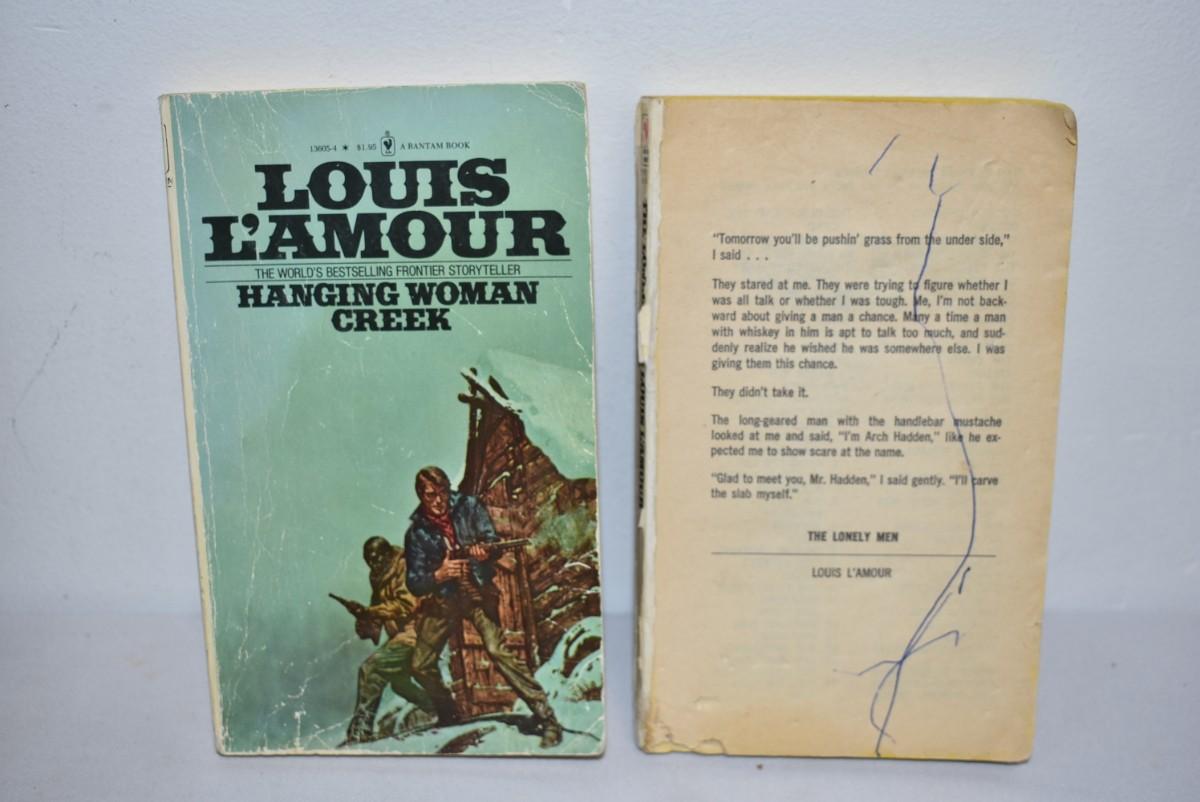 13605-4 ★ $1.95 A BANTAM BOOK
LOUIS
L'AMOUR
THE WORLD'S BESTSELLING FRONTIER STORYTELLER
HANGING WOMAN
CREEK
"Tomorrow you'll be pushin' grass from the under side,"
I said . . .
They stared at me. They were trying to figure whether I
was all talk or whether I was tough. Me, I'm not back-
ward about giving a man a chance. Many a time a man
with whiskey in him is apt to talk too much, and sud-
denly realize he wished he was somewhere else. I was
giving them this chance.
They didn't take it.
The long-geared man with the handlebar mustache
looked at me and said, "I'm Arch Hadden," like he ex-
pected me to show scare at the name.
"Glad to meet you, Mr. Hadden," I said gently. "I'll carve
the slab myself."
THE LONELY MEN
LOUIS L'AMOUR